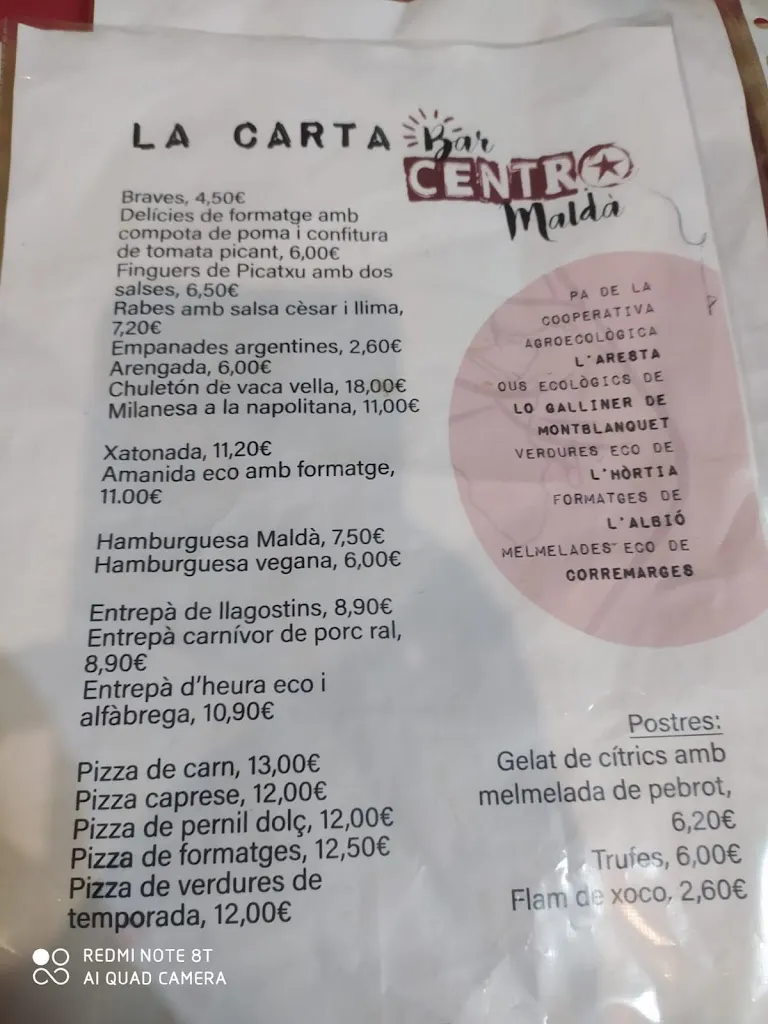 LA CARTA
Bar
CENTRO
Maldà
Braves, 4,50€
Delícies de formatge amb
compota de poma i confitura
de tomata picant, 6,00€
Finguers de Picatxu amb dos
salses, 6,50€
Rabes amb salsa cèsar i llima,
7,20€
Empanades argentines, 2,60€
Arengada, 6,00€
Chuletón de vaca vella, 18,00€
Milanesa a la napolitana, 11,00€
Xatonada, 11,20€
Amanida eco amb formatge,
11.00€
Hamburguesa Maldà, 7,50€
Hamburguesa vegana, 6,00€
Entrepà de llagostins, 8,90€
Entrepà carnívor de porc ral,
8,90€
Entrepà d'heura eco i
alfàbrega, 10,90€
Pizza de carn, 13,00€
Pizza caprese, 12,00€
Pizza de pernil dolç, 12,00€
Pizza de formatges, 12,50€
Pizza de verdures de
temporada, 12,00€
PA DE LA
COOPERATIVA
AGROECOLÒGICA
L'ARESTA
OUS ECOLÒGICS DE
LO GALLINER DE
MONTBLANQUET
VERDURES ECO DE
L'HÒRTIA
FORMATGES DE
L'ALBIÓ
MELMELADES ECO DE
CORREMARGES
Postres:
Gelat de cítrics amb
melmelada de pebrot,
6,20€
Trufes, 6,00€
Flam de xoco, 2,60€
REDMI NOTE 8T
AI QUAD CAMERA